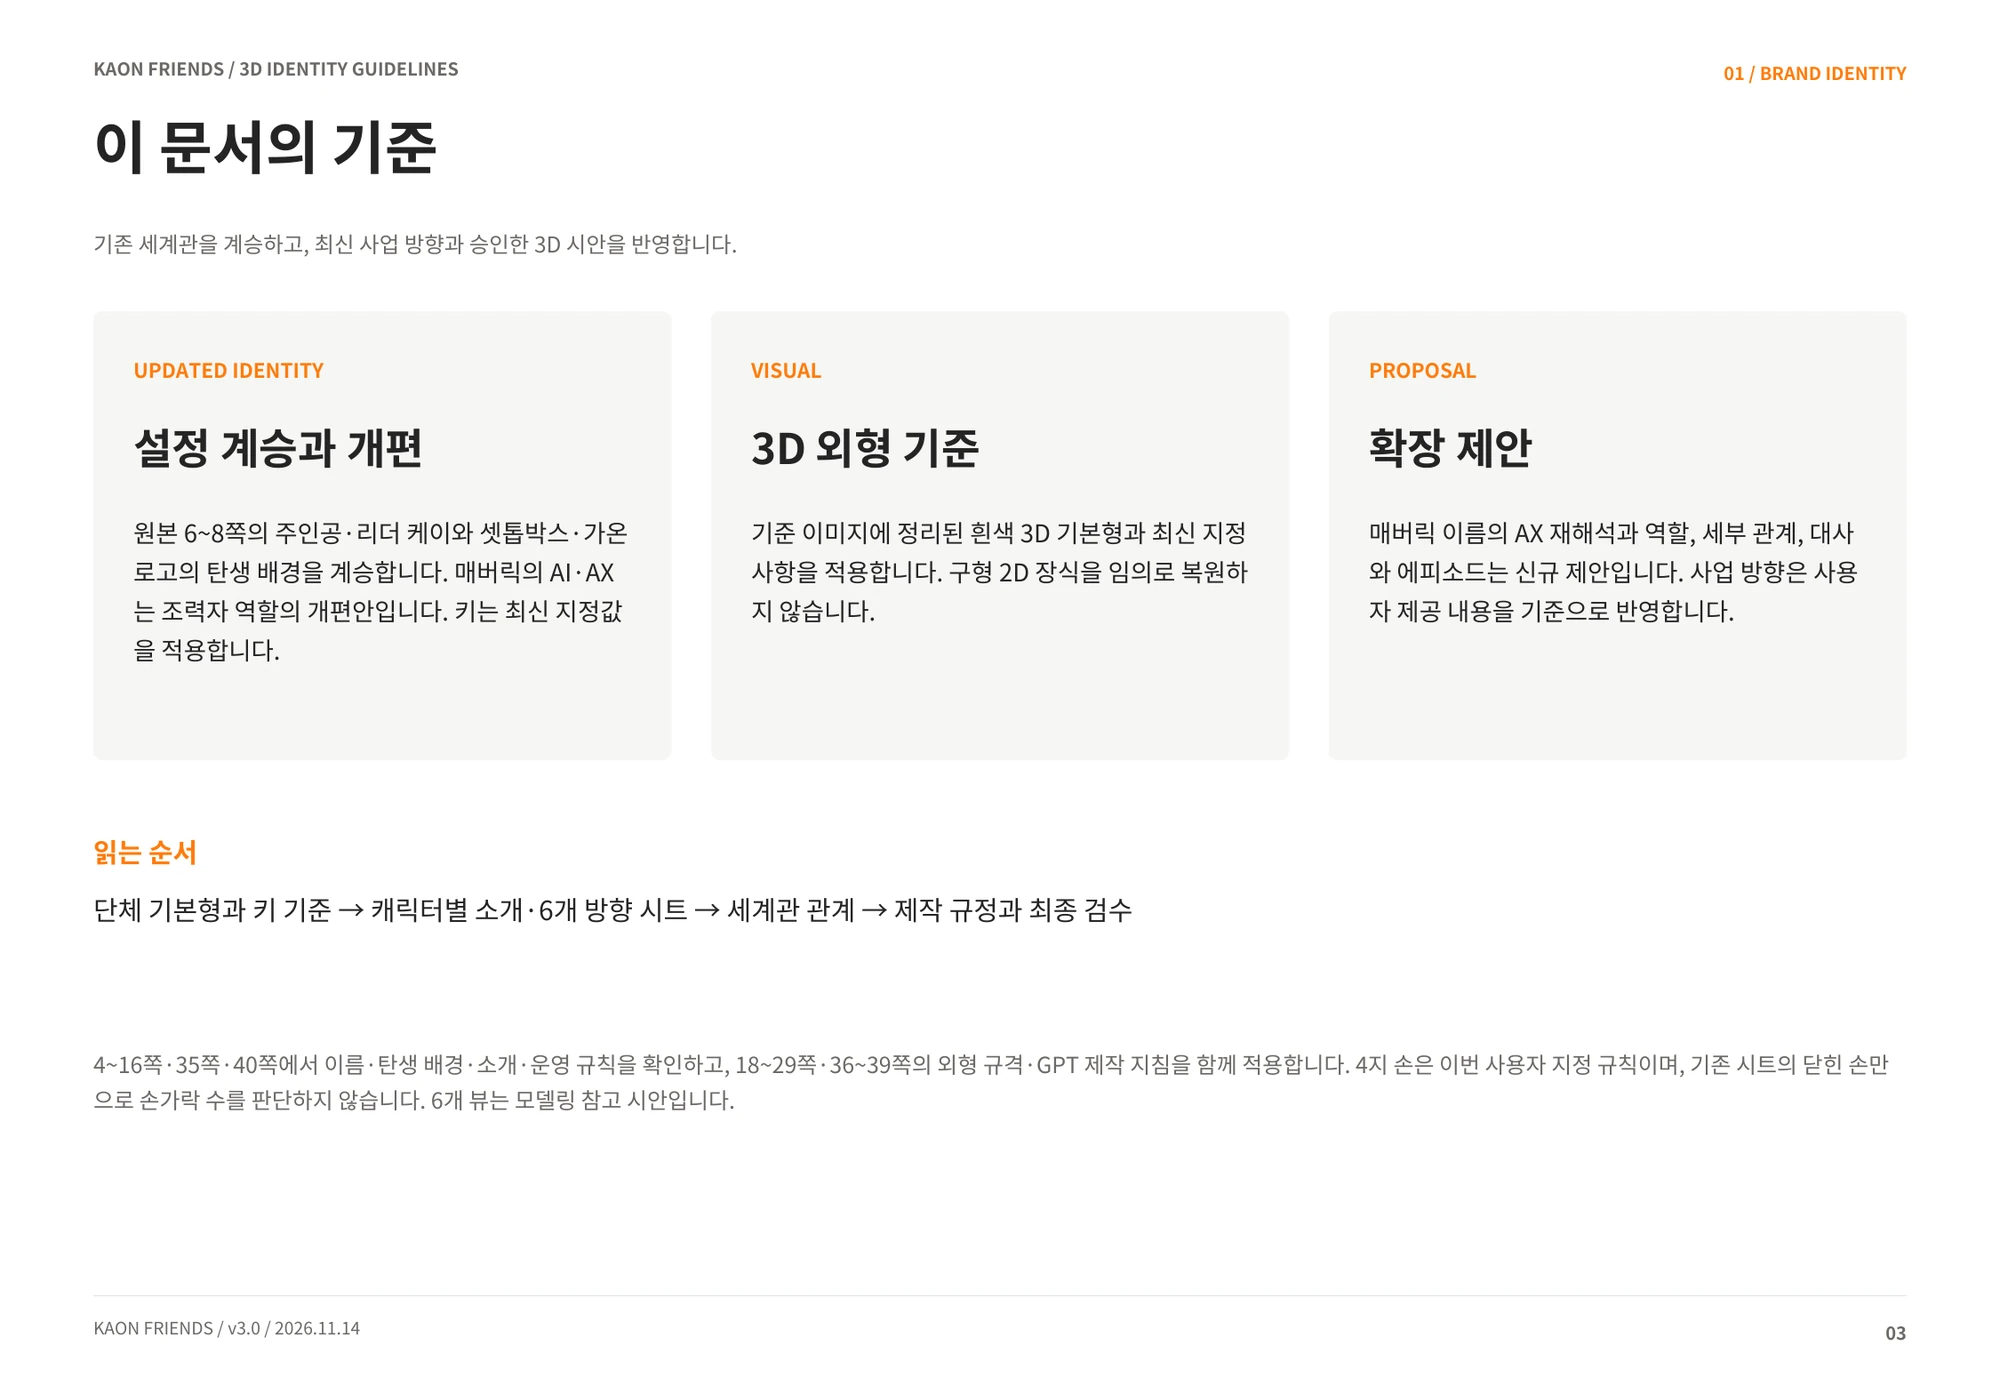 KAON FRIENDS / 3D IDENTITY GUIDELINES
01 / BRAND IDENTITY
이 문서의 기준
기존 세계관을 계승하고, 최신 사업 방향과 승인한 3D 시안을 반영합니다.
UPDATED IDENTITY
설정 계승과 개편
원본 6~8쪽의 주인공·리더 케이와 셋톱박스·가온
로고의 탄생 배경을 계승합니다. 매버릭의 AI·AX
는 조력자 역할의 개편안입니다. 키는 최신 지정값
을 적용합니다.
VISUAL
3D 외형 기준
기준 이미지에 정리된 흰색 3D 기본형과 최신 지정
사항을 적용합니다. 구형 2D 장식을 임의로 복원하
지 않습니다.
PROPOSAL
확장 제안
매버릭 이름의 AX 재해석과 역할, 세부 관계, 대사
와 에피소드는 신규 제안입니다. 사업 방향은 사용
자 제공 내용을 기준으로 반영합니다.
읽는 순서
단체 기본형과 키 기준 → 캐릭터별 소개·6개 방향 시트 → 세계관 관계 → 제작 규정과 최종 검수
4~16쪽·35쪽·40쪽에서 이름·탄생 배경·소개·운영 규칙을 확인하고, 18~29쪽·36~39쪽의 외형 규격·GPT 제작 지침을 함께 적용합니다. 4지 손은 이번 사용자 지정 규칙이며, 기존 시트의 닫힌 손만
으로 손가락 수를 판단하지 않습니다. 6개 뷰는 모델링 참고 시안입니다.
KAON FRIENDS / v3.0 / 2026.11.14
03